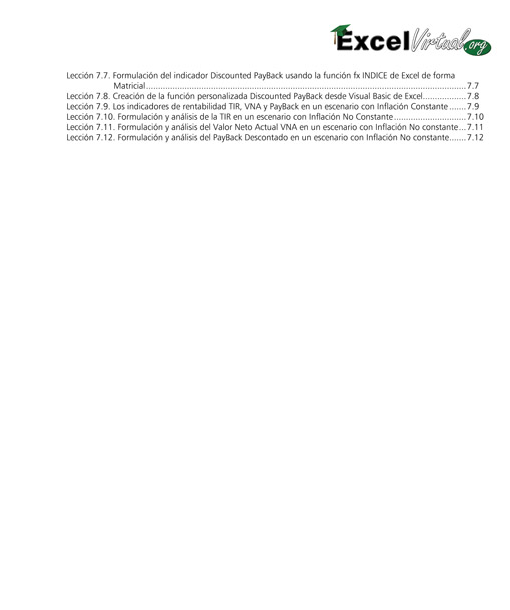 ExcelVirtual.org
Lección 7.7. Formulación del indicador Discounted PayBack usando la función fx INDICE de Excel de forma
Matricial.......................................................................................................................................7.7
Lección 7.8. Creación de la función personalizada Discounted PayBack desde Visual Basic de Excel..................7.8
Lección 7.9. Los indicadores de rentabilidad TIR, VNA y PayBack en un escenario con Inflación Constante .......7.9
Lección 7.10. Formulación y análisis de la TIR en un escenario con Inflación No Constante..............................7.10
Lección 7.11. Formulación y análisis del Valor Neto Actual VNA en un escenario con Inflación No constante...7.11
Lección 7.12. Formulación y análisis del PayBack Descontado en un escenario con Inflación No constante.......7.12